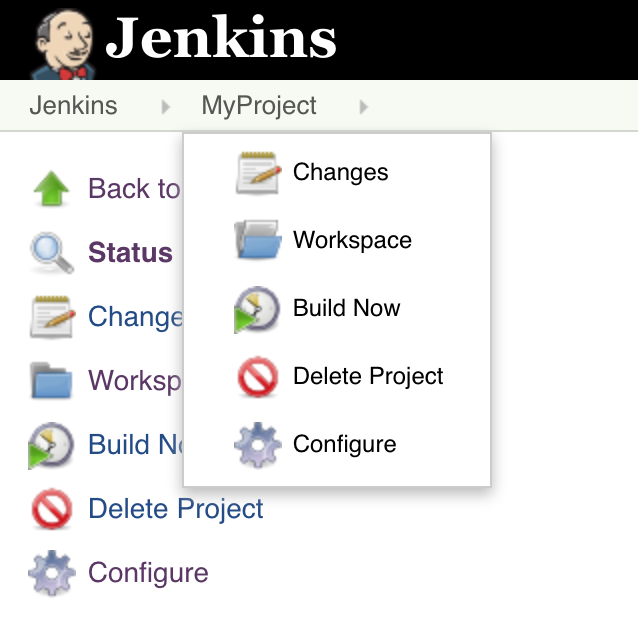 Jenkins
Jenkins MyProject
Changes
Workspace
Build Now
Delete Project
Configure
Back to
Status
Change
Worksp
Build No
Delete Project
Configure